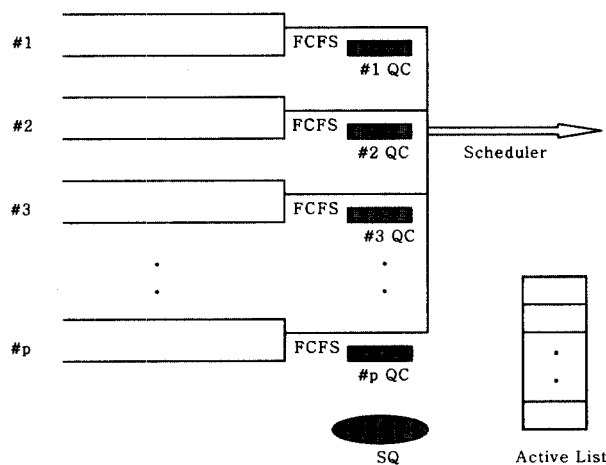 #1
FCFS
#1 QC
#2
FCFS
#2 QC
Scheduler
#3
FCFS
#3 QC
#p
FCFS
#p QC
SQ
Active List